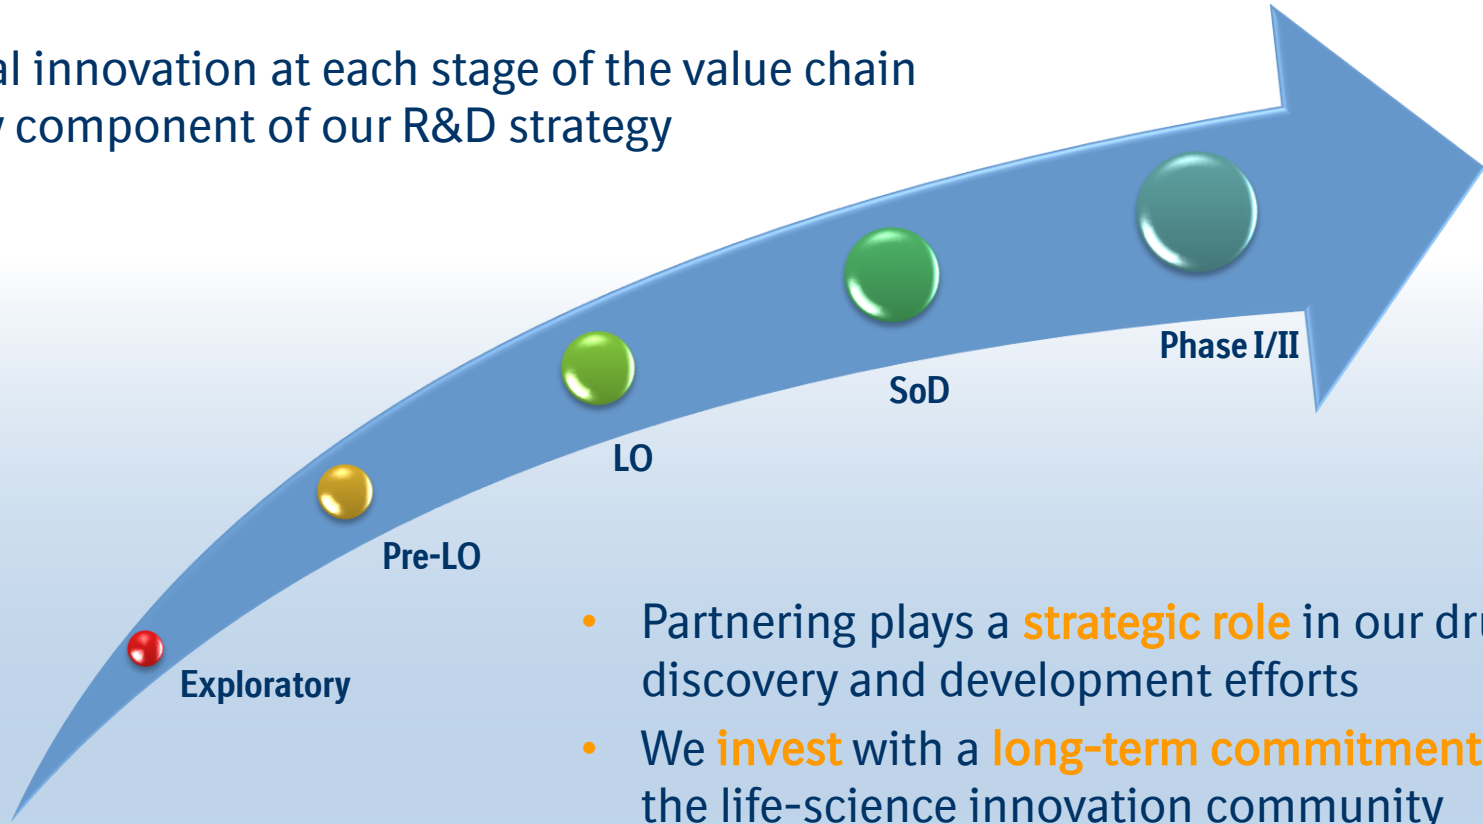 al innovation at each stage of the value chain
component of our R&D strategy
Phase I/II
SoD
LO
Pre-LO
Exploratory
• Partnering plays a strategic role in our dru
discovery and development efforts
• We invest with a long-term commitment
the life-science innovation community